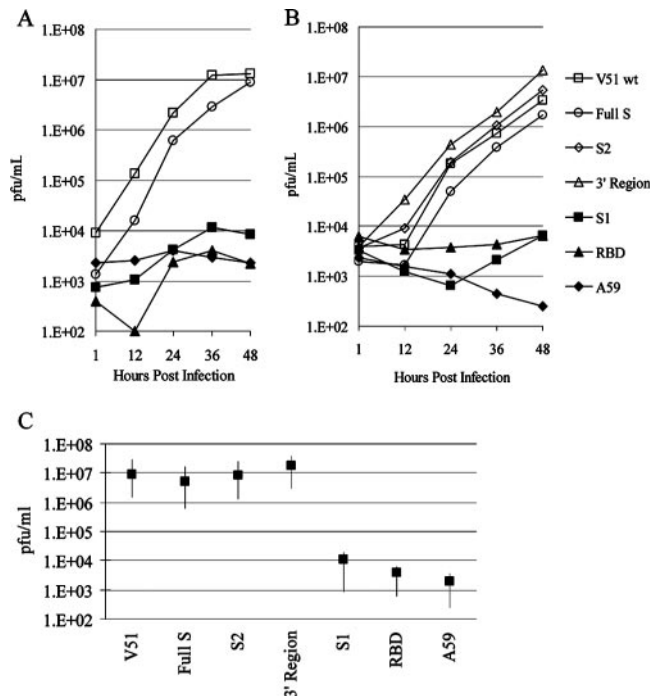 A
1.E+08
1.E+07
1.E+06
1.E+05
1.E+04
1.E+03
1.E+02
pfu/mL
1 12 24 36 48
Hours Post Infection
B
1.E+08
1.E+07
1.E+06
1.E+05
1.E+04
1.E+03
1.E+02
pfu/mL
1 12 24 36 48
Hours Post Infection
V51 wt
Full S
S2
3' Region
S1
RBD
A59
C
1.E+08
1.E+07
1.E+06
1.E+05
1.E+04
1.E+03
1.E+02
pfu/ml
V51
Full S
S2
3' Region
S1
RBD
A59